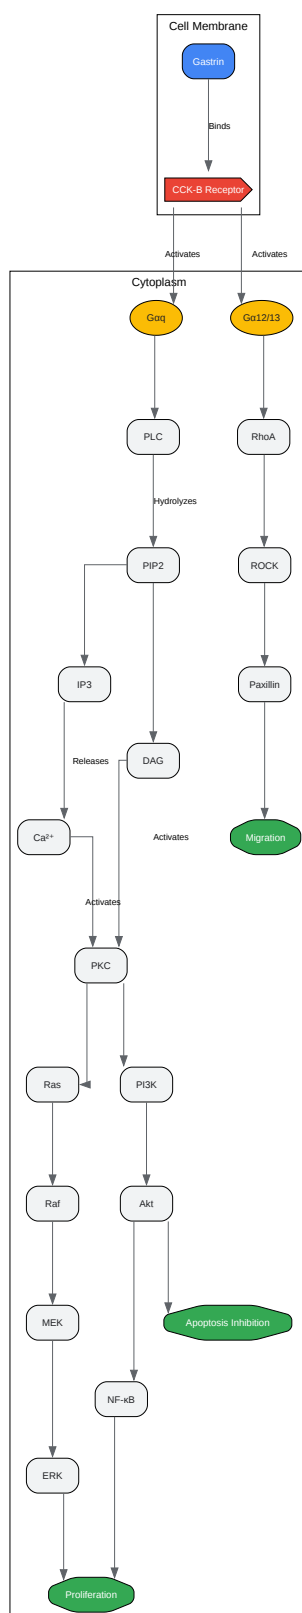 Cell Membrane
Gastrin
Binds
CCK-B Receptor
Activates
Activates
Cytoplasm
Gαq
Gα12/13
PLC
RhoA
Hydrolyzes
PIP2
ROCK
IP3
Paxillin
Releases
DAG
Ca²⁺
Activates
Migration
Activates
PKC
Ras
PI3K
Raf
Akt
MEK
Apoptosis Inhibition
NF-κB
ERK
Proliferation